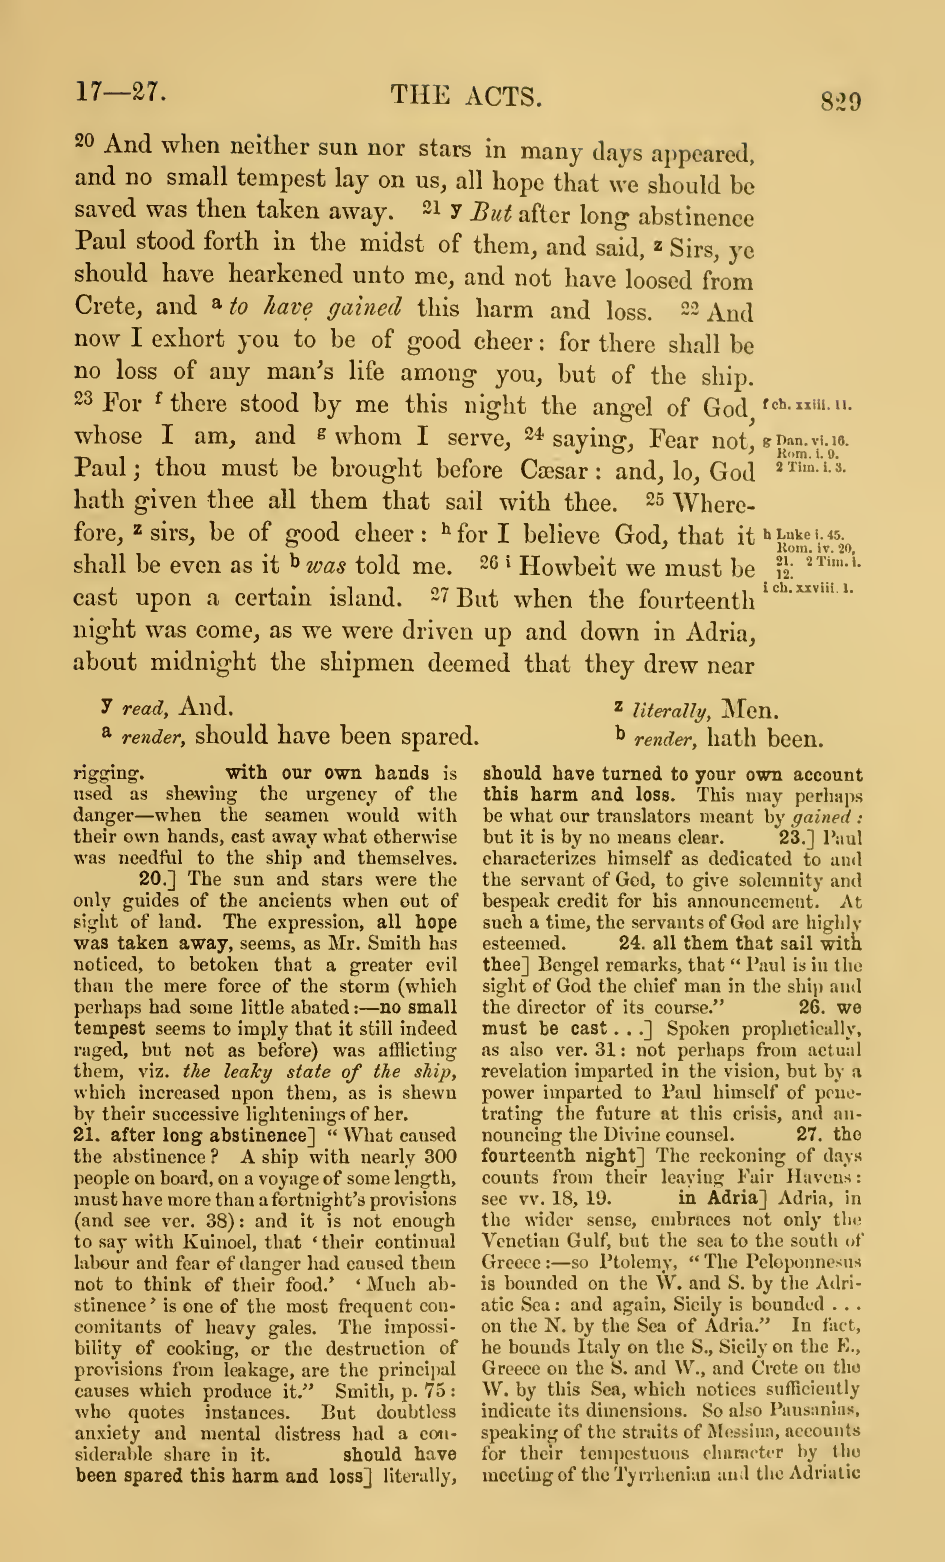 17—27.
THE ACTS.
829
20 And when neither sun nor stars in many days appeared,
and no small tempest lay on us, all hope that we should be
saved was then taken away. 21 y But after long abstinence
Paul stood forth in the midst of them, and said, z Sirs, ye
should have hearkened unto me, and not have loosed from
Crete, and a to have gained this harm and loss. 22 And
now I exhort you to be of good cheer: for there shall be
no loss of any man's life among you, but of the ship.
23 For f there stood by me this night the angel of God,
whose I am, and g whom I serve, 24 saying, Fear not,
Paul; thou must be brought before Cæsar: and, lo, God
hath given thee all them that sail with thee. 25 Where-
fore, z sirs, be of good cheer: h for I believe God, that it
shall be even as it b was told me. 26 i Howbeit we must be
cast upon a certain island. 27 But when the fourteenth
night was come, as we were driven up and down in Adria,
about midnight the shipmen deemed that they drew near
f ch. xxiii. 11.
g Dan. vi. 16.
Rom. i. 9.
2 Tim. i. 3.
h Luke i. 45.
Rom. iv. 20,
21. 2 Tim. i.
12.
i ch. xxviii. 1.
y read, And.
a render, should have been spared.
z literally, Men.
b render, hath been.
rigging. with our own hands is
used as shewing the urgency of the
danger—when the seamen would with
their own hands, cast away what otherwise
was needful to the ship and themselves.
20.] The sun and stars were the
only guides of the ancients when out of
sight of land. The expression, all hope
was taken away, seems, as Mr. Smith has
noticed, to betoken that a greater evil
than the mere force of the storm (which
perhaps had some little abated:—no small
tempest seems to imply that it still indeed
raged, but not as before) was afflicting
them, viz. the leaky state of the ship,
which increased upon them, as is shewn
by their successive lightenings of her.
21. after long abstinence] "What caused
the abstinence? A ship with nearly 300
people on board, on a voyage of some length,
must have more than a fortnight's provisions
(and see ver. 38): and it is not enough
to say with Kuinoel, that 'their continual
labour and fear of danger had caused them
not to think of their food.' 'Much ab-
stinence' is one of the most frequent con-
comitants of heavy gales. The impossi-
bility of cooking, or the destruction of
provisions from leakage, are the principal
causes which produce it." Smith, p. 75:
who quotes instances. But doubtless
anxiety and mental distress had a con-
siderable share in it. should have
been spared this harm and loss] literally,
should have turned to your own account
this harm and loss. This may perhaps
be what our translators meant by gained:
but it is by no means clear. 23.] Paul
characterizes himself as dedicated to and
the servant of God, to give solemnity and
bespeak credit for his announcement. At
such a time, the servants of God are highly
esteemed. 24. all them that sail with
thee] Bengel remarks, that "Paul is in the
sight of God the chief man in the ship and
the director of its course." 26. we
must be cast . . .] Spoken prophetically,
as also ver. 31: not perhaps from actual
revelation imparted in the vision, but by a
power imparted to Paul himself of pene-
trating the future at this crisis, and an-
nouncing the Divine counsel. 27. the
fourteenth night] The reckoning of days
counts from their leaving Fair Havens:
see vv. 18, 19. in Adria] Adria, in
the wider sense, embraces not only the
Venetian Gulf, but the sea to the south of
Greece:—so Ptolemy, "The Peloponnesus
is bounded on the W. and S. by the Adri-
atic Sea: and again, Sicily is bounded . . .
on the N. by the Sea of Adria." In fact,
he bounds Italy on the S., Sicily on the E.,
Greece on the S. and W., and Crete on the
W. by this Sea, which notices sufficiently
indicate its dimensions. So also Pausanias,
speaking of the straits of Messina, accounts
for their tempestuous character by the
meeting of the Tyrrhenian and the Adriatic